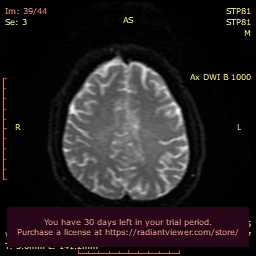 Im: 39/44
Se: 3
AS
STP81
STP81
M
Ax DWI B 1000
R
L
You have 30 days left in your trial period.
Purchase a license at https://radiantviewer.com/store/